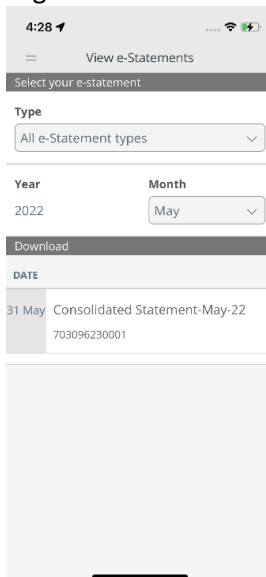 4:28
View e-Statements
Select your e-statement
Type
All e-Statement types
Year Month
2022 May
Download
DATE
31 May Consolidated Statement-May-22
703096230001